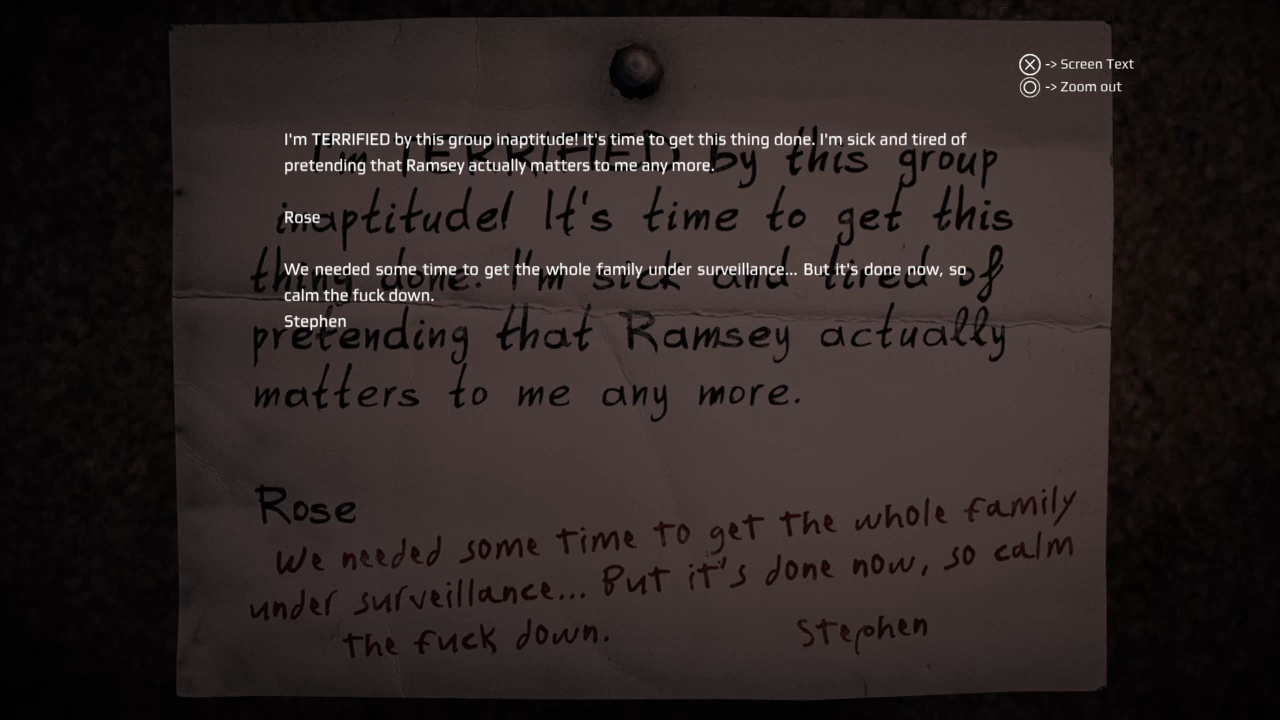 Ⓧ -> Screen Text
◯ -> Zoom out
I'm TERRIFIED by this group inaptitude! It's time to get this thing done. I'm sick and tired of
pretending that Ramsey actually matters to me any more.
Rose
We needed some time to get the whole family under surveillance... But it's done now, so
calm the fuck down.
Stephen
I'm TERRIFIED by this group
inaptitude! It's time to get this
thing done. I'm sick and tired of
pretending that Ramsey actually
matters to me any more.
Rose
We needed some time to get the whole family
under surveillance... But it's done now, so calm
the fuck down.
Stephen